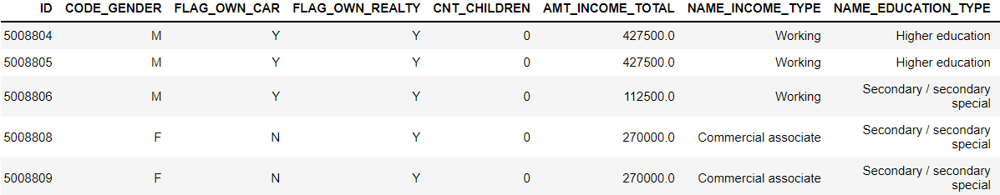 ID CODE_GENDER FLAG_OWN_CAR FLAG_OWN_REALTY CNT_CHILDREN AMT_INCOME_TOTAL NAME_INCOME_TYPE NAME_EDUCATION_TYPE
5008804 M Y Y 0 427500.0 Working Higher education
5008805 M Y Y 0 427500.0 Working Higher education
5008806 M Y Y 0 112500.0 Working Secondary / secondary
special
5008808 F N Y 0 270000.0 Commercial associate Secondary / secondary
special
5008809 F N Y 0 270000.0 Commercial associate Secondary / secondary
special